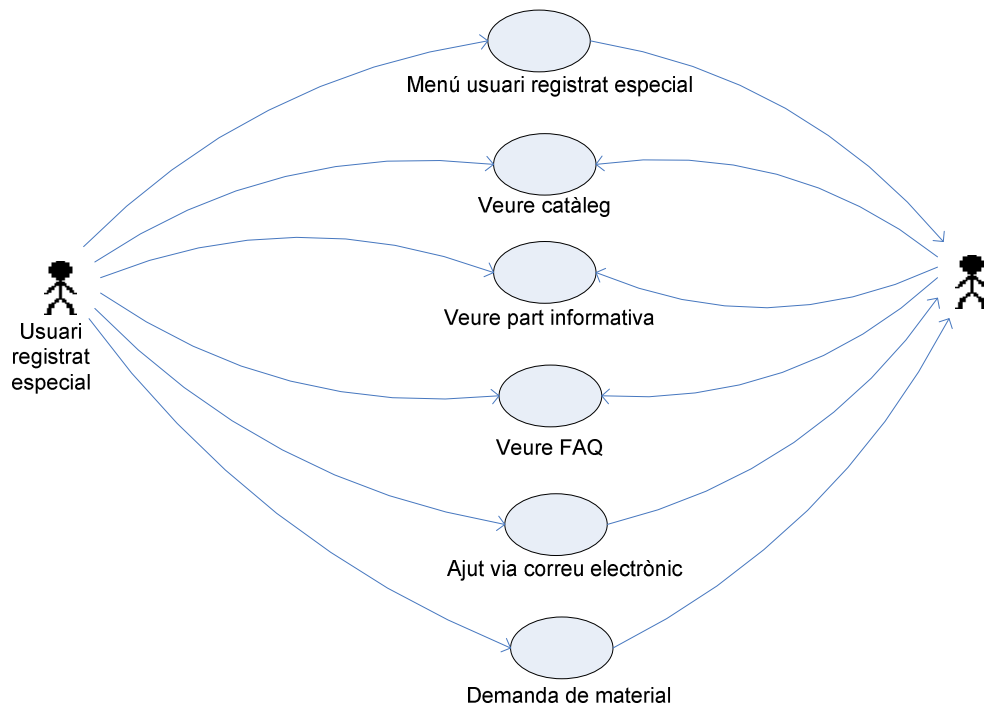 Menú usuari registrat especial
Veure catàleg
Veure part informativa
Usuari
registrat
especial
Veure FAQ
Ajut via correu electrònic
Demanda de material